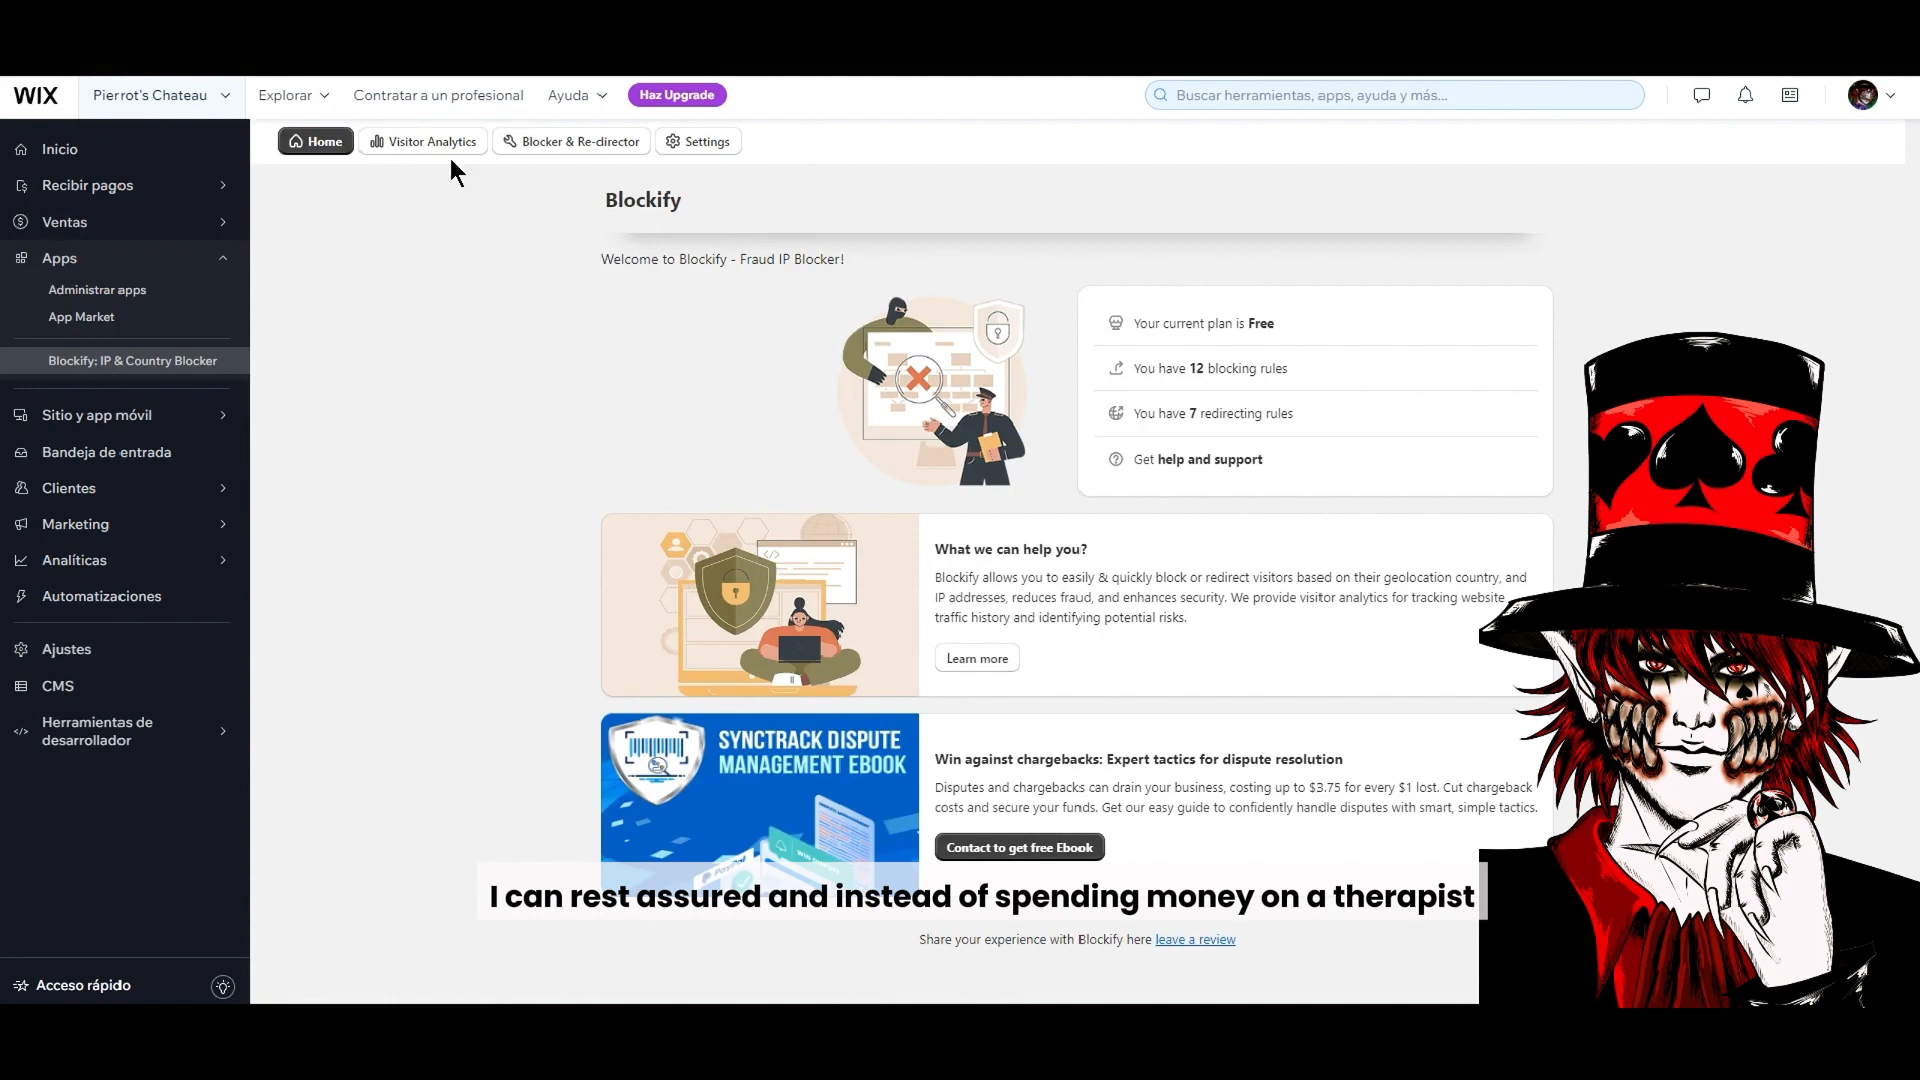 WIX
Pierrot's Chateau
Explorar
Contratar a un profesional
Ayuda
Haz Upgrade
Buscar herramientas, apps, ayuda y más...
Inicio
Recibir pagos
Ventas
Apps
Administrar apps
App Market
Blockify: IP & Country Blocker
Sitio y app móvil
Bandeja de entrada
Clientes
Marketing
Analíticas
Automatizaciones
Ajustes
CMS
Herramientas de
desarrollador
Acceso rápido
Home
Visitor Analytics
Blocker & Re-director
Settings
Blockify
Welcome to Blockify - Fraud IP Blocker!
Your current plan is Free
You have 12 blocking rules
You have 7 redirecting rules
Get help and support
What we can help you?
Blockify allows you to easily & quickly block or redirect visitors based on their geolocation country, and
IP addresses, reduces fraud, and enhances security. We provide visitor analytics for tracking website
traffic history and identifying potential risks.
Learn more
SYNCTRACK DISPUTE
MANAGEMENT EBOOK
Win against chargebacks: Expert tactics for dispute resolution
Disputes and chargebacks can drain your business, costing up to $3.75 for every $1 lost. Cut chargeback
costs and secure your funds. Get our easy guide to confidently handle disputes with smart, simple tactics.
Contact to get free Ebook
I can rest assured and instead of spending money on a therapist
Share your experience with Blockify here leave a review